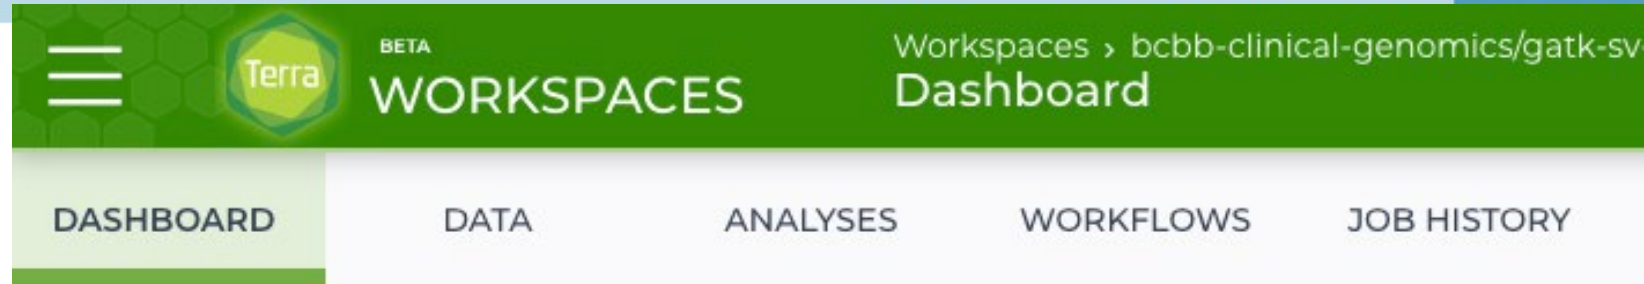 Terra
BETA
WORKSPACES
Workspaces › bcbb-clinical-genomics/gatk-sv
Dashboard
DASHBOARD DATA ANALYSES WORKFLOWS JOB HISTORY